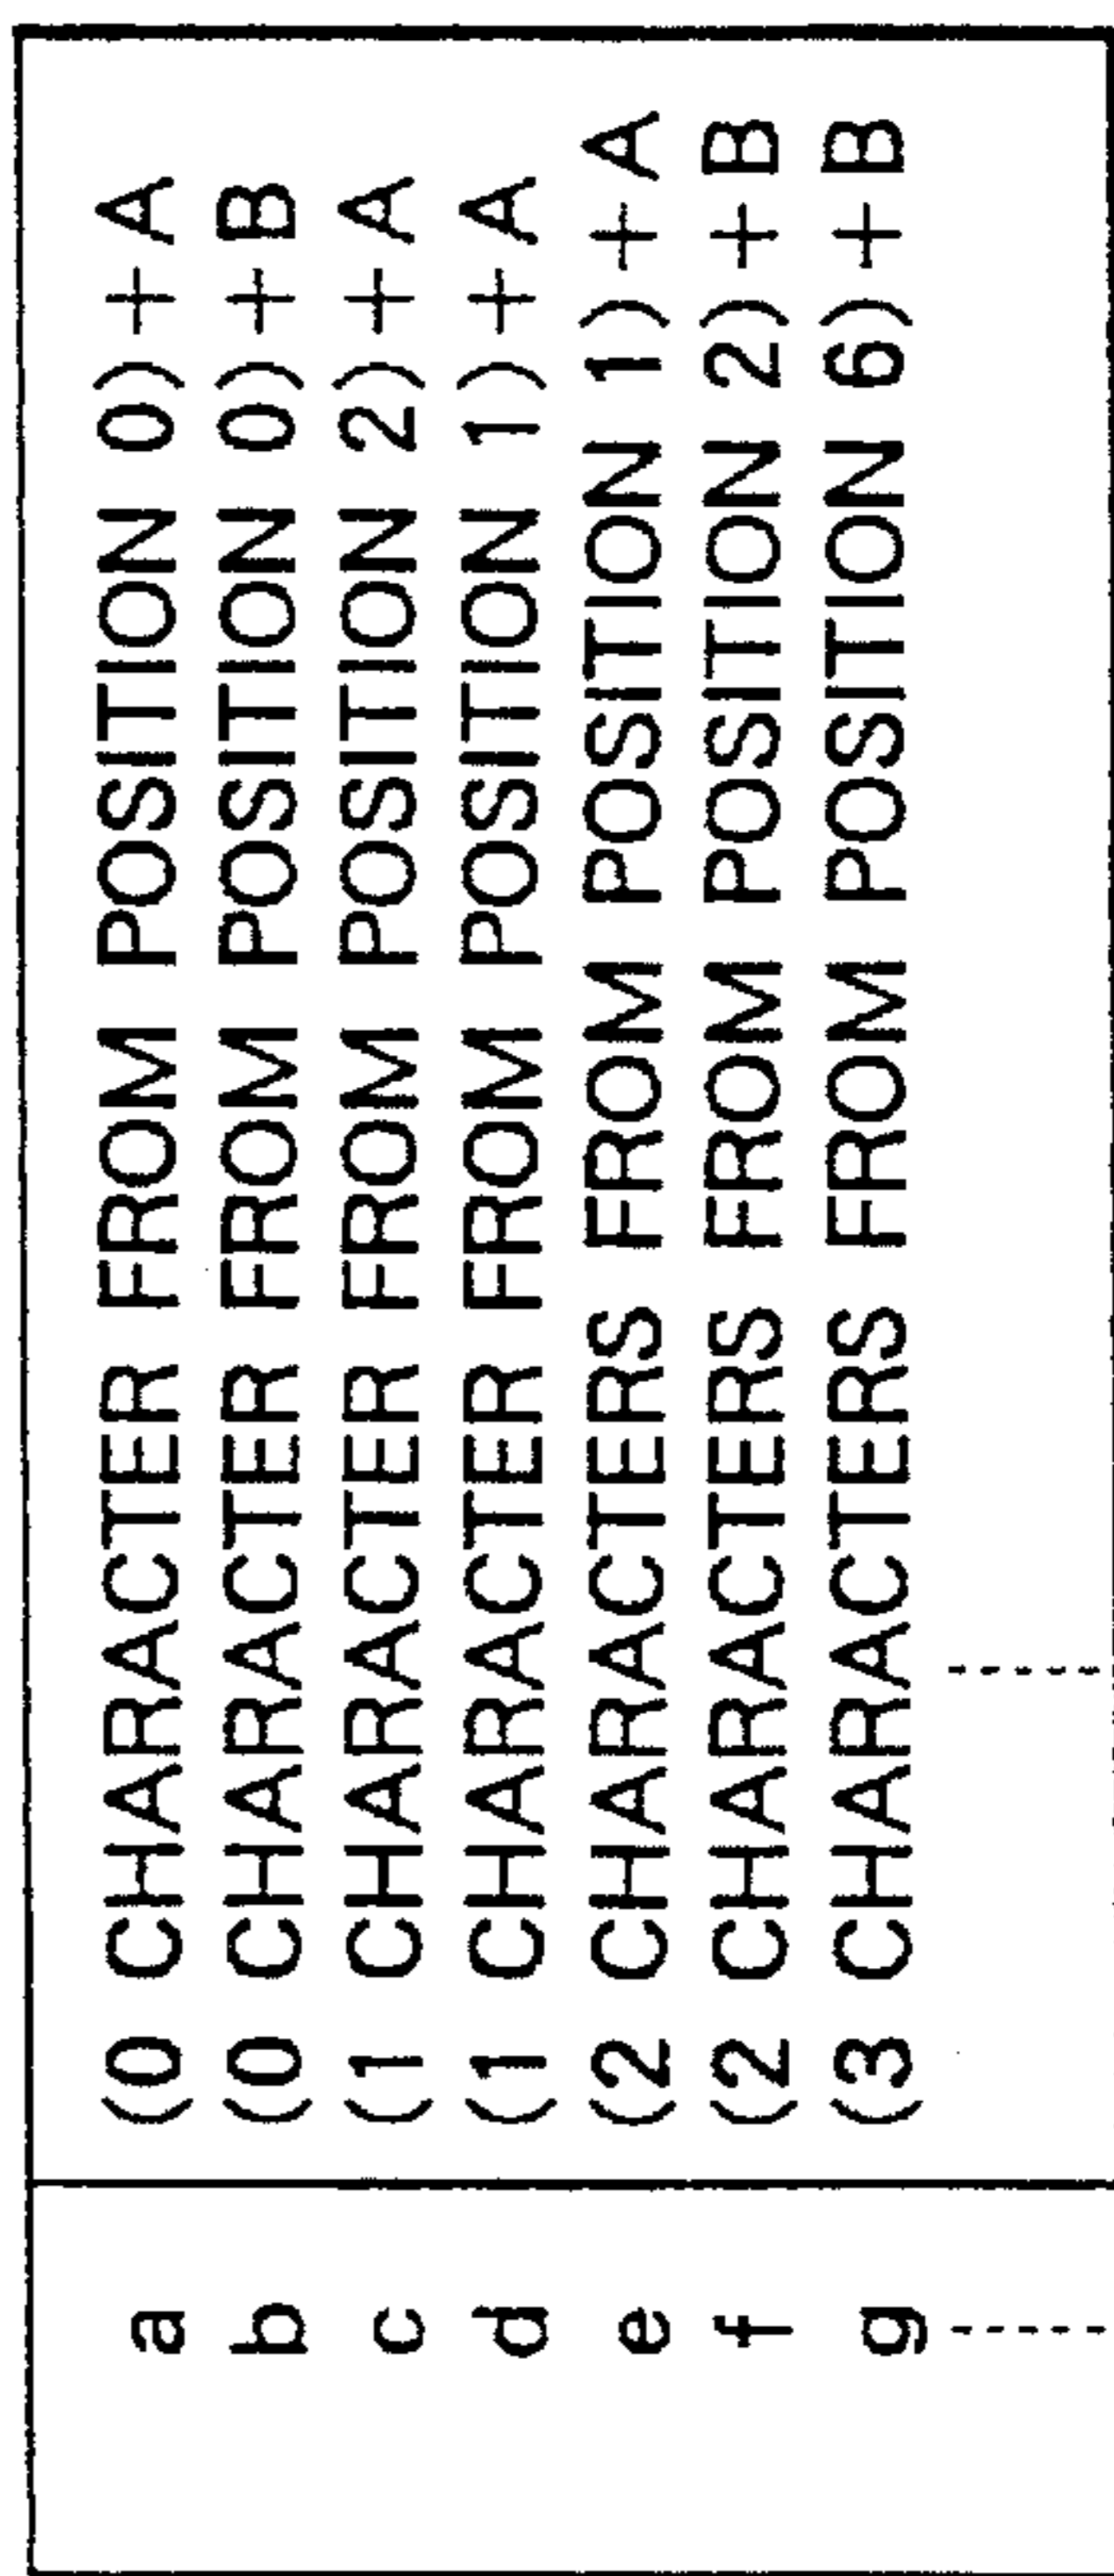 a (0 CHARACTER FROM POSITION 0)+A
b (0 CHARACTER FROM POSITION 0)+B
c (1 CHARACTER FROM POSITION 2)+A
d (1 CHARACTER FROM POSITION 1)+A
e (2 CHARACTERS FROM POSITION 1)+A
f (2 CHARACTERS FROM POSITION 2)+B
g (3 CHARACTERS FROM POSITION 6)+B